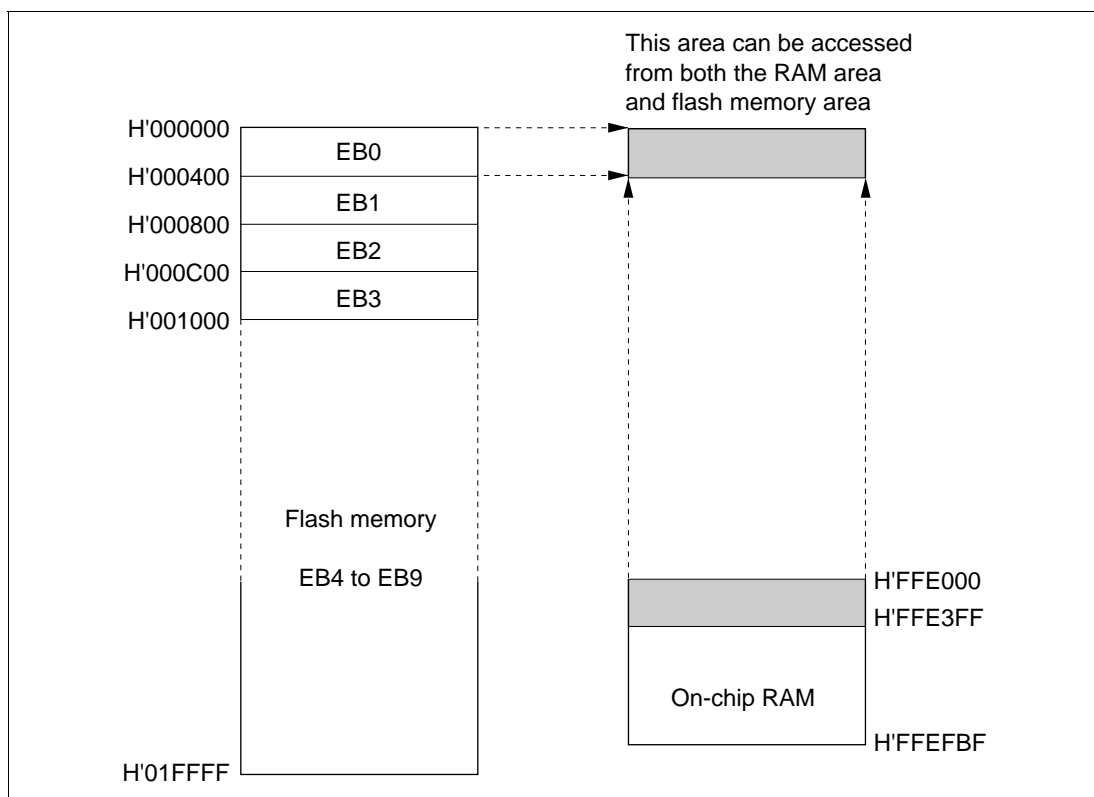 This area can be accessed
from both the RAM area
and flash memory area
H'000000
EB0
H'000400
EB1
H'000800
EB2
H'000C00
EB3
H'001000
Flash memory
EB4 to EB9
H'FFE000
H'FFE3FF
On-chip RAM
H'FFEFBF
H'01FFFF